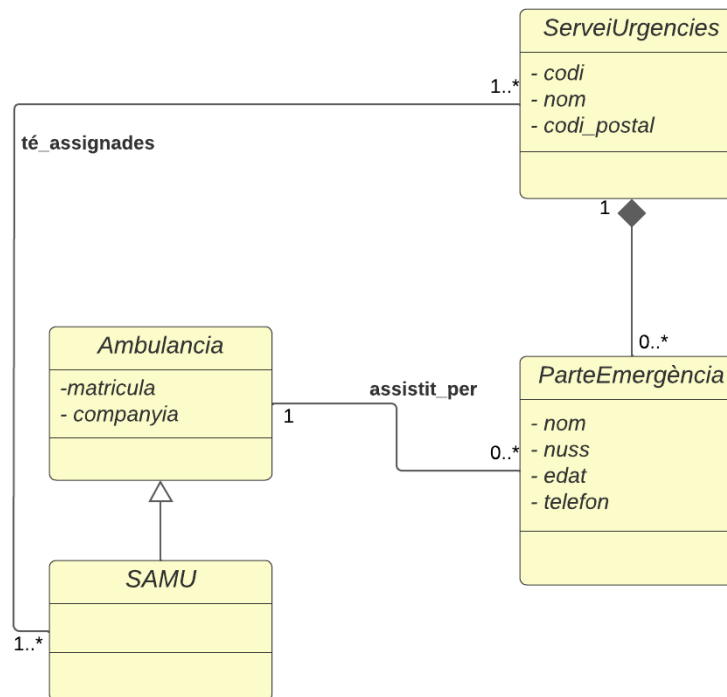 ServeiUrgencies
- codi
- nom
- codi_postal
1..*
té_assignades
1
0..*
Ambulancia
-matricula
- companyia
assistit_per
1
0..*
ParteEmergència
- nom
- nuss
- edat
- telefon
SAMU
1..*